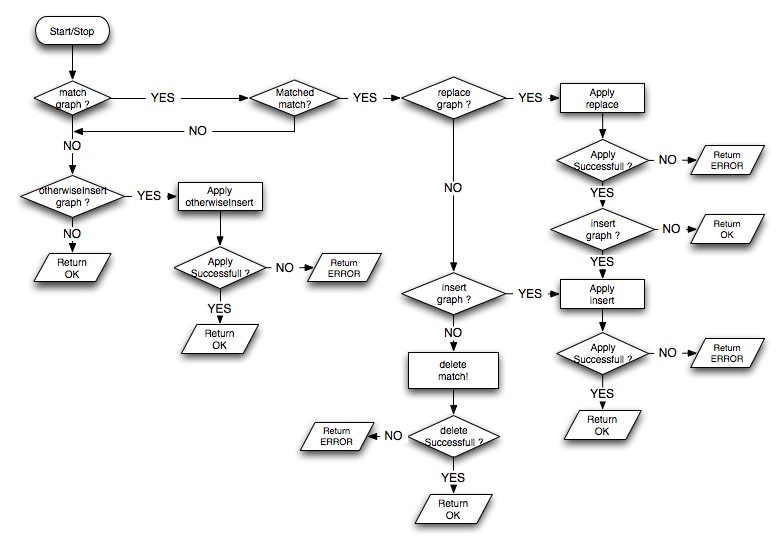 Start/Stop
match
graph ?
YES
Matched
match?
YES
replace
graph ?
YES
Apply
replace
NO
NO
Apply
Successfull ?
NO
Return
ERROR
otherwiseInsert
graph ?
YES
Apply
otherwiseInsert
NO
YES
insert
graph ?
NO
Return
OK
NO
Return
OK
Apply
Successfull ?
NO
Return
ERROR
YES
insert
graph ?
YES
Apply
insert
YES
Return
OK
NO
delete
match!
Apply
Successfull ?
NO
Return
ERROR
YES
Return
OK
delete
Successfull ?
NO
Return
ERROR
YES
Return
OK